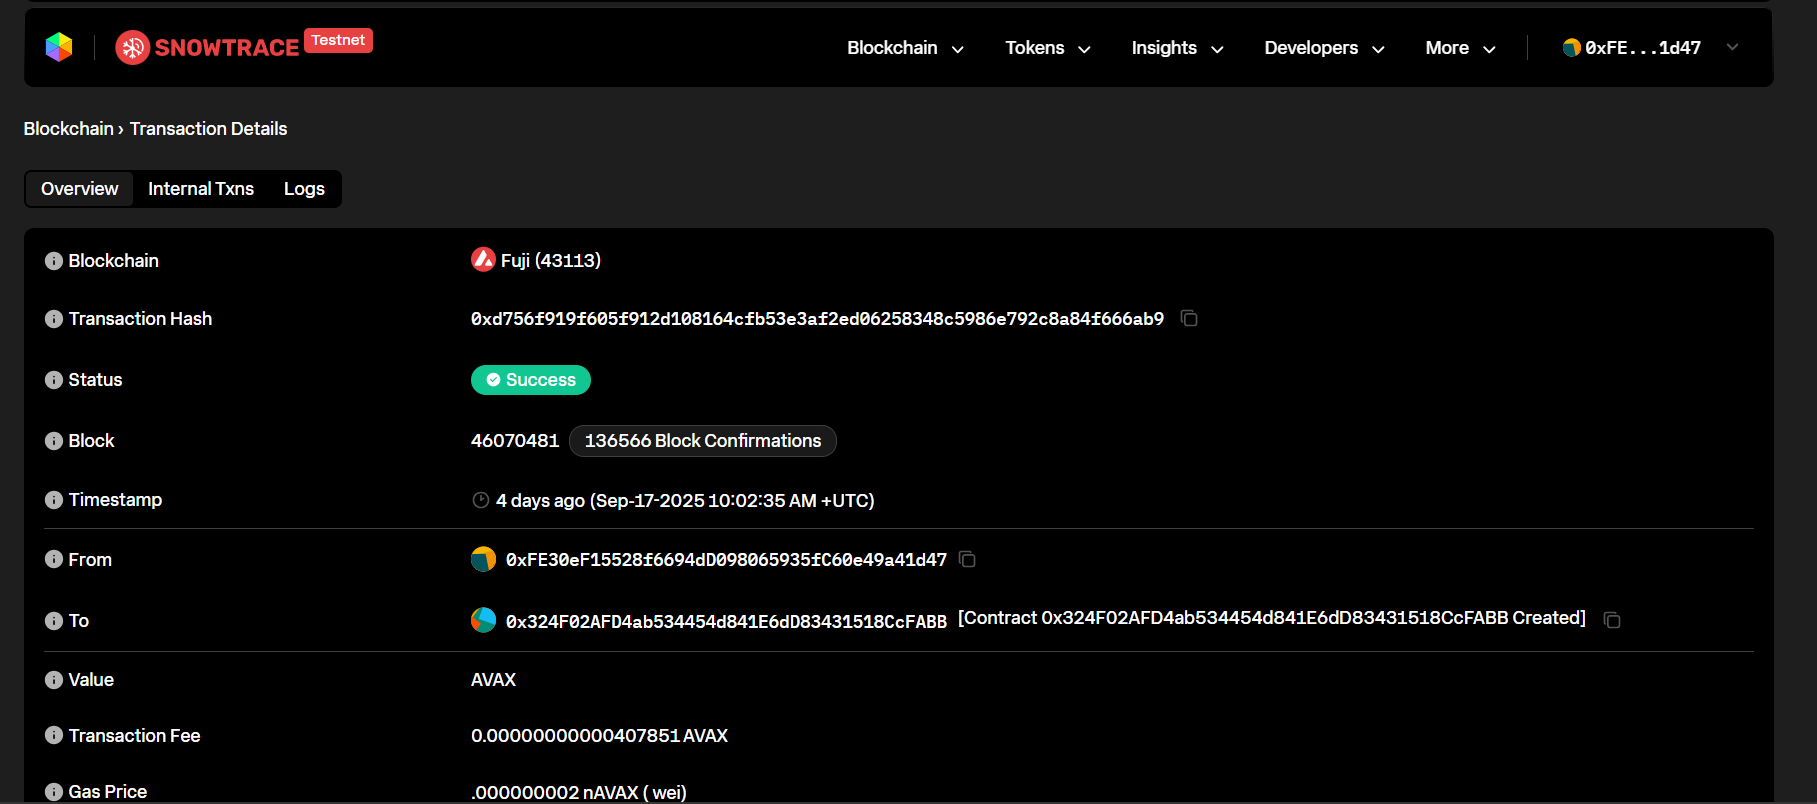 SNOWTRACE Testnet Blockchain Tokens Insights Developers More 0xFE...1d47
Blockchain › Transaction Details
Overview Internal Txns Logs
Blockchain Fuji (43113)
Transaction Hash 0xd756f919f605f912d108164cfb53e3af2ed06258348c5986e792c8a84f666ab9
Status Success
Block 46070481 136566 Block Confirmations
Timestamp 4 days ago (Sep-17-2025 10:02:35 AM +UTC)
From 0xFE30eF15528f6694dD098065935fC60e49a41d47
To 0x324F02AFD4ab534454d841E6dD83431518CcFABB [Contract 0x324F02AFD4ab534454d841E6dD83431518CcFABB Created]
Value AVAX
Transaction Fee 0.00000000000407851 AVAX
Gas Price .000000002 nAVAX ( wei)